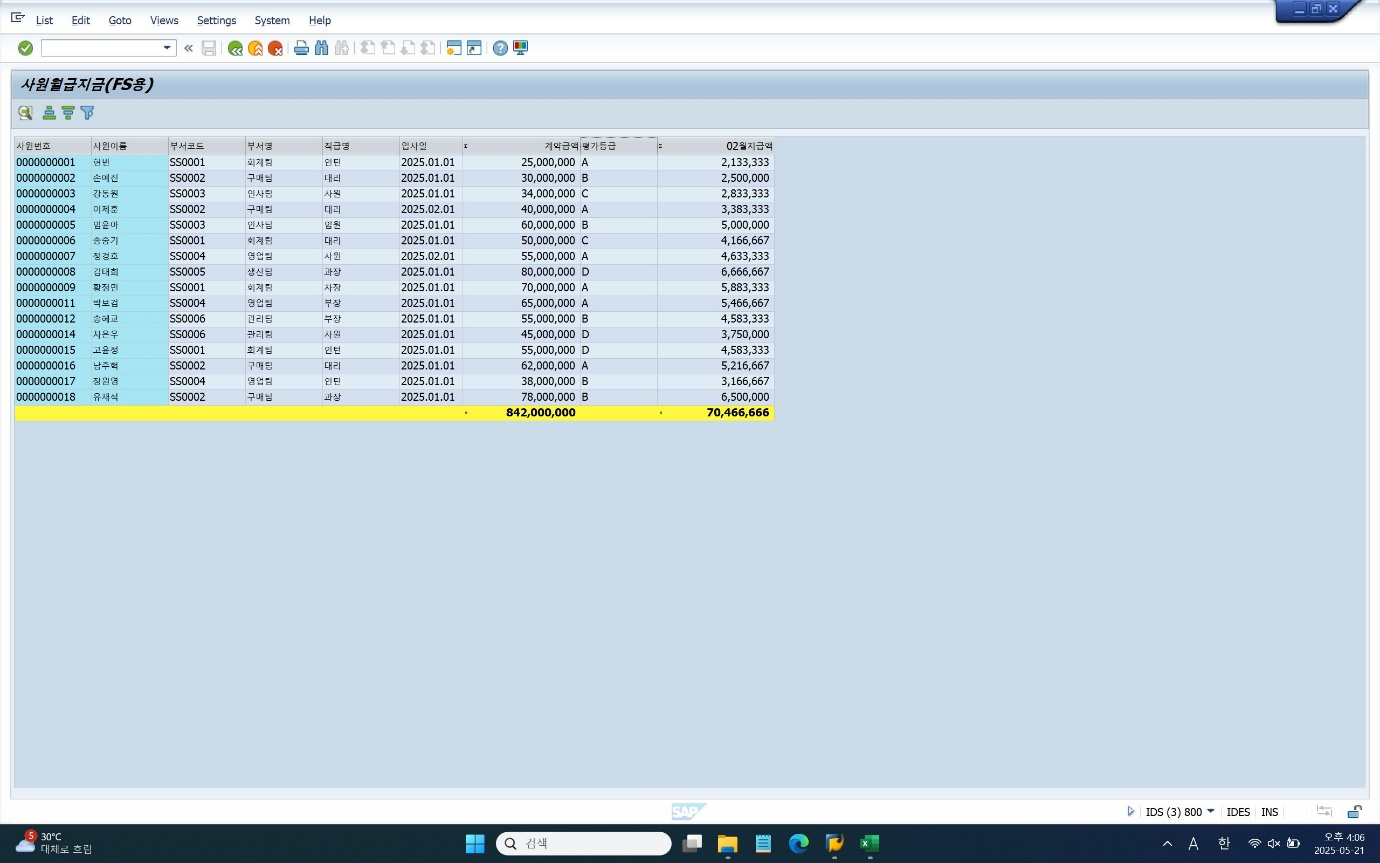 List Edit Goto Views Settings System Help
사원월급지금(FS용)
사원번호 사원이름 부서코드 부서명 직급명 입사일 계약금액 평가등급 02월지급액
0000000001 현빈 SS0001 회계팀 인턴 2025.01.01 25,000,000 A 2,133,333
0000000002 손예진 SS0002 구매팀 대리 2025.01.01 30,000,000 B 2,500,000
0000000003 강동원 SS0003 인사팀 사원 2025.01.01 34,000,000 C 2,833,333
0000000004 이제훈 SS0002 구매팀 대리 2025.02.01 40,000,000 A 3,383,333
0000000005 임윤아 SS0003 인사팀 임원 2025.01.01 60,000,000 B 5,000,000
0000000006 송중기 SS0001 회계팀 대리 2025.01.01 50,000,000 C 4,166,667
0000000007 정경호 SS0004 영업팀 사원 2025.02.01 55,000,000 A 4,633,333
0000000008 김태희 SS0005 생산팀 과장 2025.01.01 80,000,000 D 6,666,667
0000000009 황정민 SS0001 회계팀 차장 2025.01.01 70,000,000 A 5,883,333
0000000011 박보검 SS0004 영업팀 부장 2025.01.01 65,000,000 A 5,466,667
0000000012 송혜교 SS0006 관리팀 부장 2025.01.01 55,000,000 B 4,583,333
0000000014 차은우 SS0006 관리팀 사원 2025.01.01 45,000,000 D 3,750,000
0000000015 고윤정 SS0001 회계팀 인턴 2025.01.01 55,000,000 D 4,583,333
0000000016 남주혁 SS0002 구매팀 대리 2025.01.01 62,000,000 A 5,216,667
0000000017 장원영 SS0004 영업팀 인턴 2025.01.01 38,000,000 B 3,166,667
0000000018 유재석 SS0002 구매팀 과장 2025.01.01 78,000,000 B 6,500,000
842,000,000 70,466,666
SAP
IDS (3) 800 IDES INS
5 30°C
대체로 흐림
검색
A 한
오후 4:06
2025-05-21